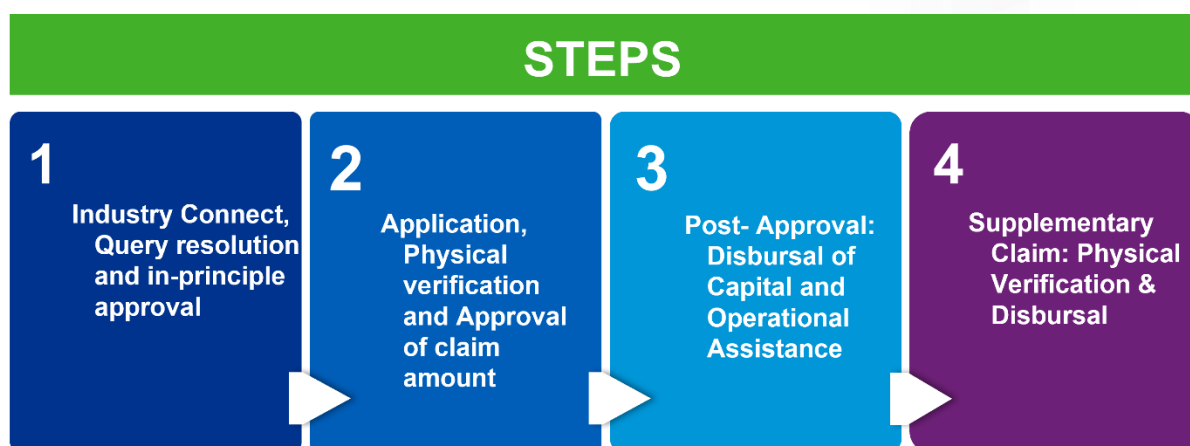 STEPS
1
Industry Connect,
Query resolution
and in-principle
approval
2
Application,
Physical
verification
and Approval
of claim
amount
3
Post- Approval:
Disbursal of
Capital and
Operational
Assistance
4
Supplementary
Claim: Physical
Verification &
Disbursal